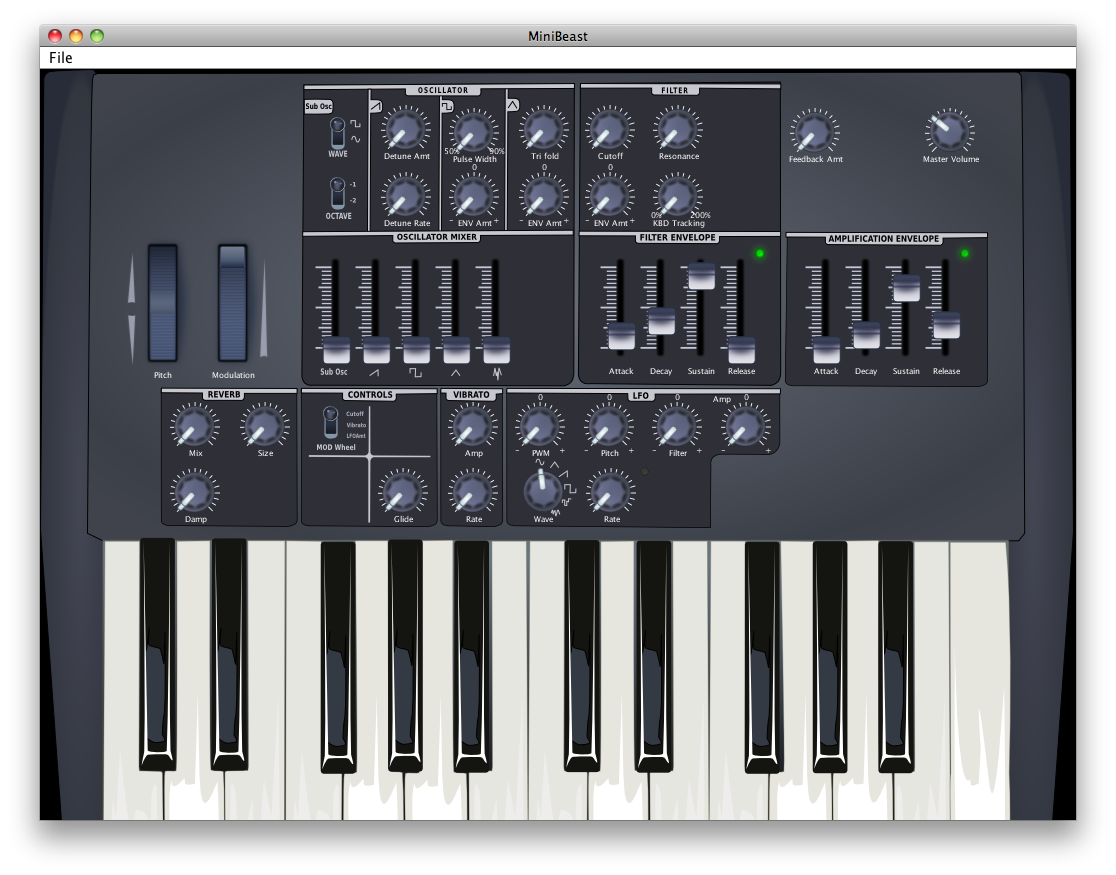 MiniBeast
File
OSCILLATOR
FILTER
Sub Osc
WAVE
Detune Amt
50% 90%
Pulse Width
Tri fold
Cutoff
Resonance
Feedback Amt
Master Volume
-1
-2
OCTAVE
Detune Rate
0
- ENV Amt +
0
- ENV Amt +
0
- ENV Amt +
0% 200%
KBD Tracking
OSCILLATOR MIXER
FILTER ENVELOPE
AMPLIFICATION ENVELOPE
Sub Osc
Attack Decay Sustain Release
Attack Decay Sustain Release
Pitch
Modulation
REVERB
Mix
Size
Damp
CONTROLS
Cutoff
Vibrato
LFOAmt
MOD Wheel
Glide
VIBRATO
Amp
Rate
LFO
0
- PWM +
0
- Pitch +
0
- Filter +
Amp 0
- +
Wave
Rate